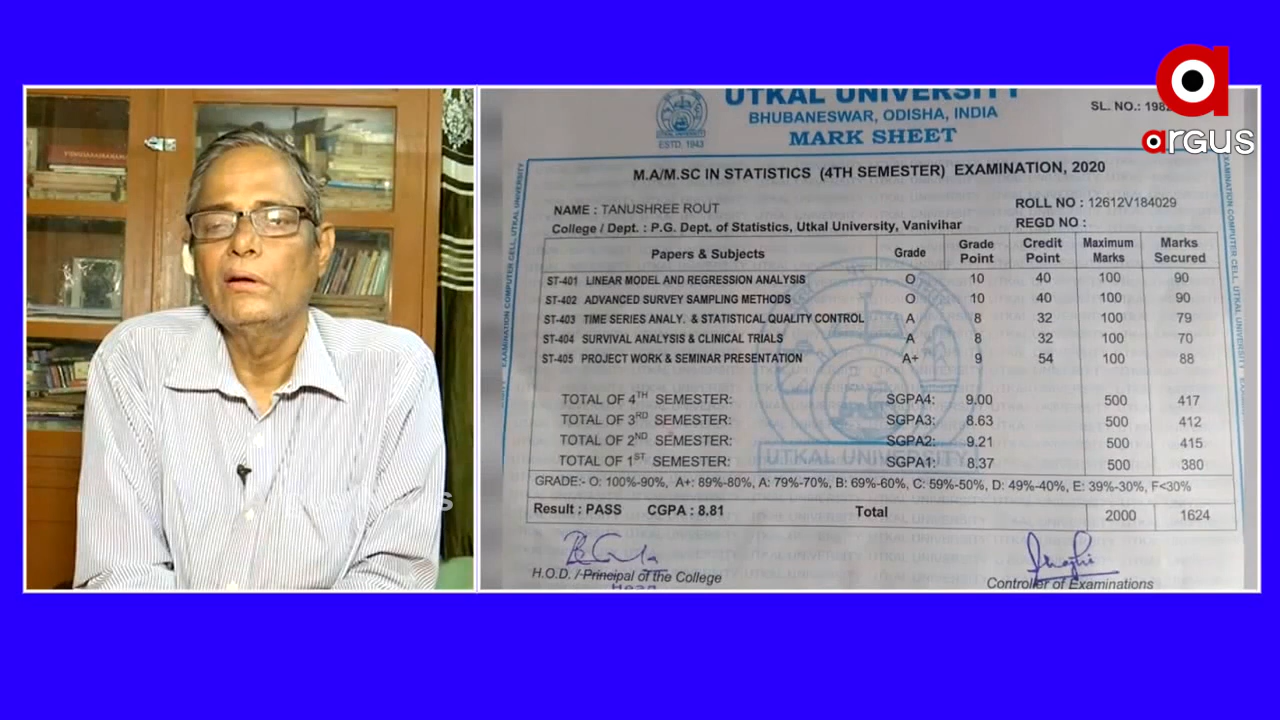 argus
UTKAL UNIVERSITY
BHUBANESWAR, ODISHA, INDIA
MARK SHEET
ESTD. 1943
SL. NO.: 198
M.A/M.SC IN STATISTICS (4TH SEMESTER) EXAMINATION, 2020
NAME : TANUSHREE ROUT
ROLL NO : 12612V184029
College / Dept. : P.G. Dept. of Statistics, Utkal University, Vanivihar
REGD NO :
Papers & Subjects Grade Grade Point Credit Point Maximum Marks Marks Secured
ST-401 LINEAR MODEL AND REGRESSION ANALYSIS O 10 40 100 90
ST-402 ADVANCED SURVEY SAMPLING METHODS O 10 40 100 90
ST-403 TIME SERIES ANALY. & STATISTICAL QUALITY CONTROL A 8 32 100 79
ST-404 SURVIVAL ANALYSIS & CLINICAL TRIALS A 8 32 100 70
ST-405 PROJECT WORK & SEMINAR PRESENTATION A+ 9 54 100 88
TOTAL OF 4TH SEMESTER: SGPA4: 9.00 500 417
TOTAL OF 3RD SEMESTER: SGPA3: 8.63 500 412
TOTAL OF 2ND SEMESTER: SGPA2: 9.21 500 415
TOTAL OF 1ST SEMESTER: SGPA1: 8.37 500 380
UTKAL UNIVERSITY
GRADE:- O: 100%-90%, A+: 89%-80%, A: 79%-70%, B: 69%-60%, C: 59%-50%, D: 49%-40%, E: 39%-30%, F<30%
Result : PASS CGPA : 8.81 Total 2000 1624
H.O.D. / Principal of the College
Head
Controller of Examinations